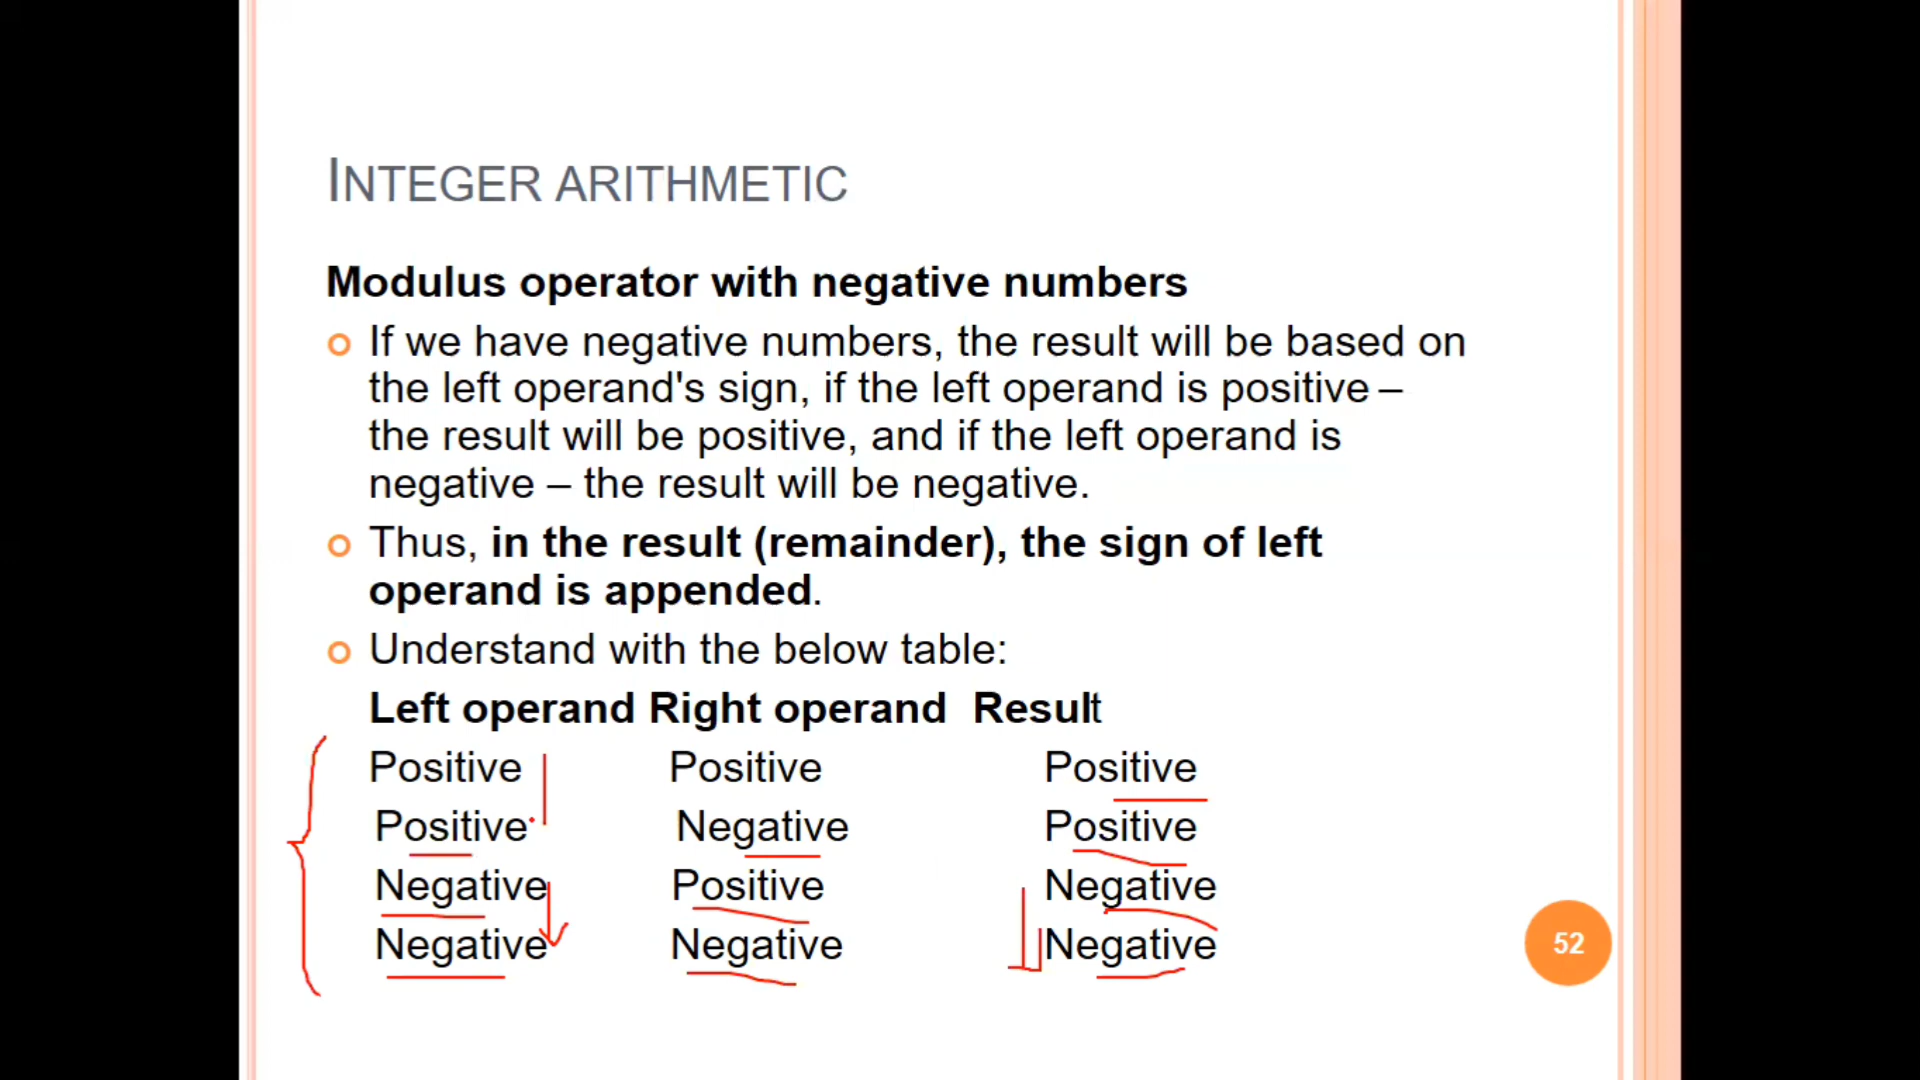 INTEGER ARITHMETIC
Modulus operator with negative numbers
If we have negative numbers, the result will be based on
the left operand's sign, if the left operand is positive –
the result will be positive, and if the left operand is
negative – the result will be negative.
Thus, in the result (remainder), the sign of left
operand is appended.
Understand with the below table:
Left operand Right operand Result
Positive Positive Positive
Positive Negative Positive
Negative Positive Negative
Negative Negative Negative
52